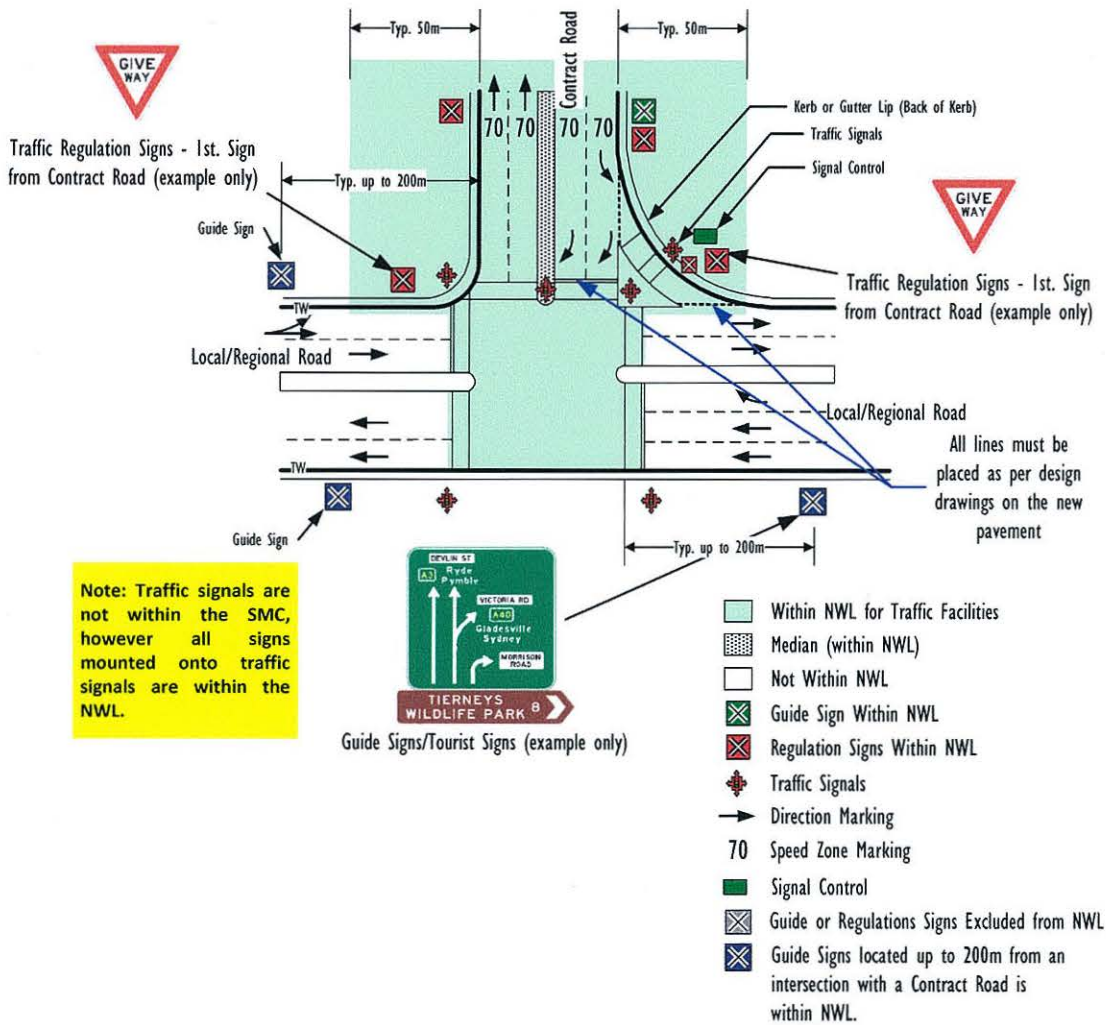 Typ. 50m
Contract Road
Typ. 50m
GIVE
WAY
70 70 70 70
Kerb or Gutter Lip (Back of Kerb)
Traffic Signals
Signal Control
Traffic Regulation Signs - 1st. Sign
from Contract Road (example only)
Typ. up to 200m
Guide Sign
GIVE
WAY
Traffic Regulation Signs - 1st. Sign
from Contract Road (example only)
TW
Local/Regional Road
Local/Regional Road
All lines must be
placed as per design
drawings on the new
pavement
TW
Guide Sign
Typ. up to 200m
Note: Traffic signals are
not within the SMC,
however all signs
mounted onto traffic
signals are within the
NWL.
DEVLIN ST
A3 Ryde
Pymble
VICTORIA RD
A40
Gladesville
Sydney
MORRISON
ROAD
TIERNEYS
WILDLIFE PARK 8
Guide Signs/Tourist Signs (example only)
Within NWL for Traffic Facilities
Median (within NWL)
Not Within NWL
Guide Sign Within NWL
Regulation Signs Within NWL
Traffic Signals
Direction Marking
70 Speed Zone Marking
Signal Control
Guide or Regulations Signs Excluded from NWL
Guide Signs located up to 200m from an
intersection with a Contract Road is
within NWL.